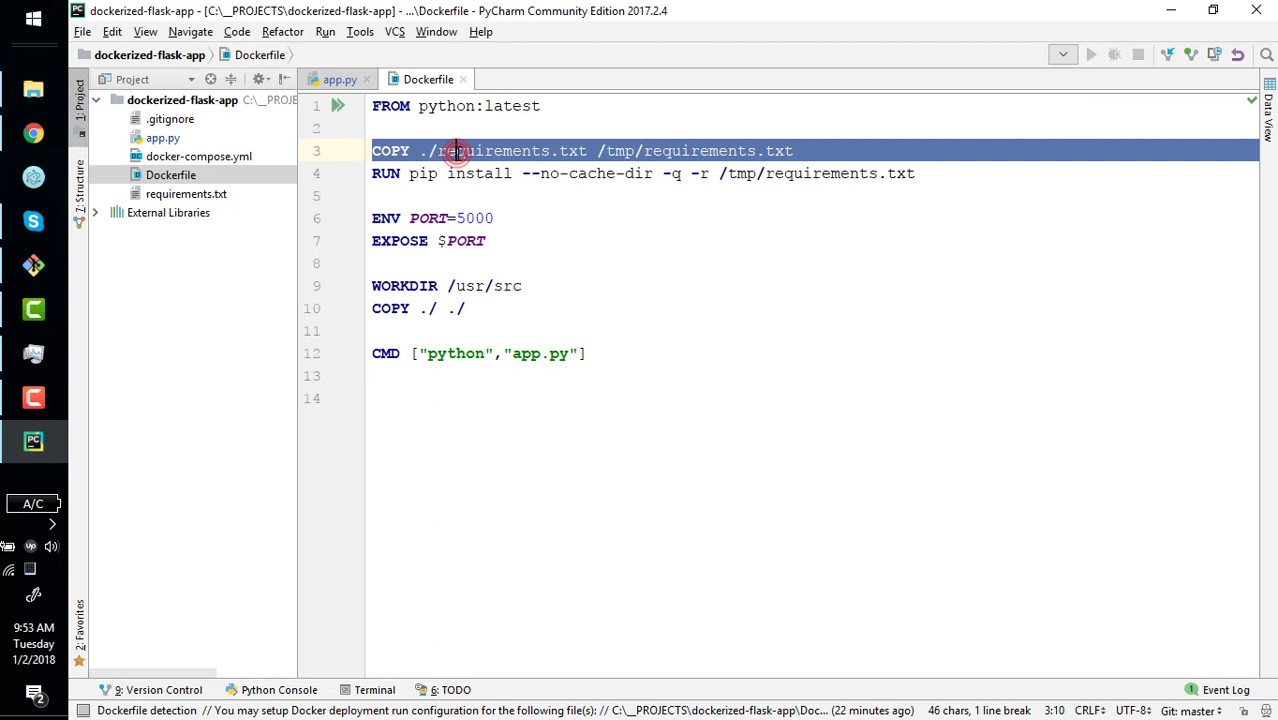 dockerized-flask-app - [C:\__PROJECTS\dockerized-flask-app] - ...\Dockerfile - PyCharm Community Edition 2017.2.4
File Edit View Navigate Code Refactor Run Tools VCS Window Help
dockerized-flask-app Dockerfile
Project
app.py
Dockerfile
1: Project
7: Structure
2: Favorites
Data View
dockerized-flask-app C:\__PROJE
.gitignore
app.py
docker-compose.yml
Dockerfile
requirements.txt
External Libraries
1 FROM python:latest
2
3 COPY ./requirements.txt /tmp/requirements.txt
4 RUN pip install --no-cache-dir -q -r /tmp/requirements.txt
5
6 ENV PORT=5000
7 EXPOSE $PORT
8
9 WORKDIR /usr/src
10 COPY ./ ./
11
12 CMD ["python","app.py"]
13
14
A/C
9:53 AM
Tuesday
1/2/2018
2
9: Version Control Python Console Terminal 6: TODO
1 Event Log
Dockerfile detection // You may setup Docker deployment run configuration for the following file(s): // C:\__PROJECTS\dockerized-flask-app\Doc... (22 minutes ago) 46 chars, 1 line break 3:10 CRLF UTF-8 Git: master